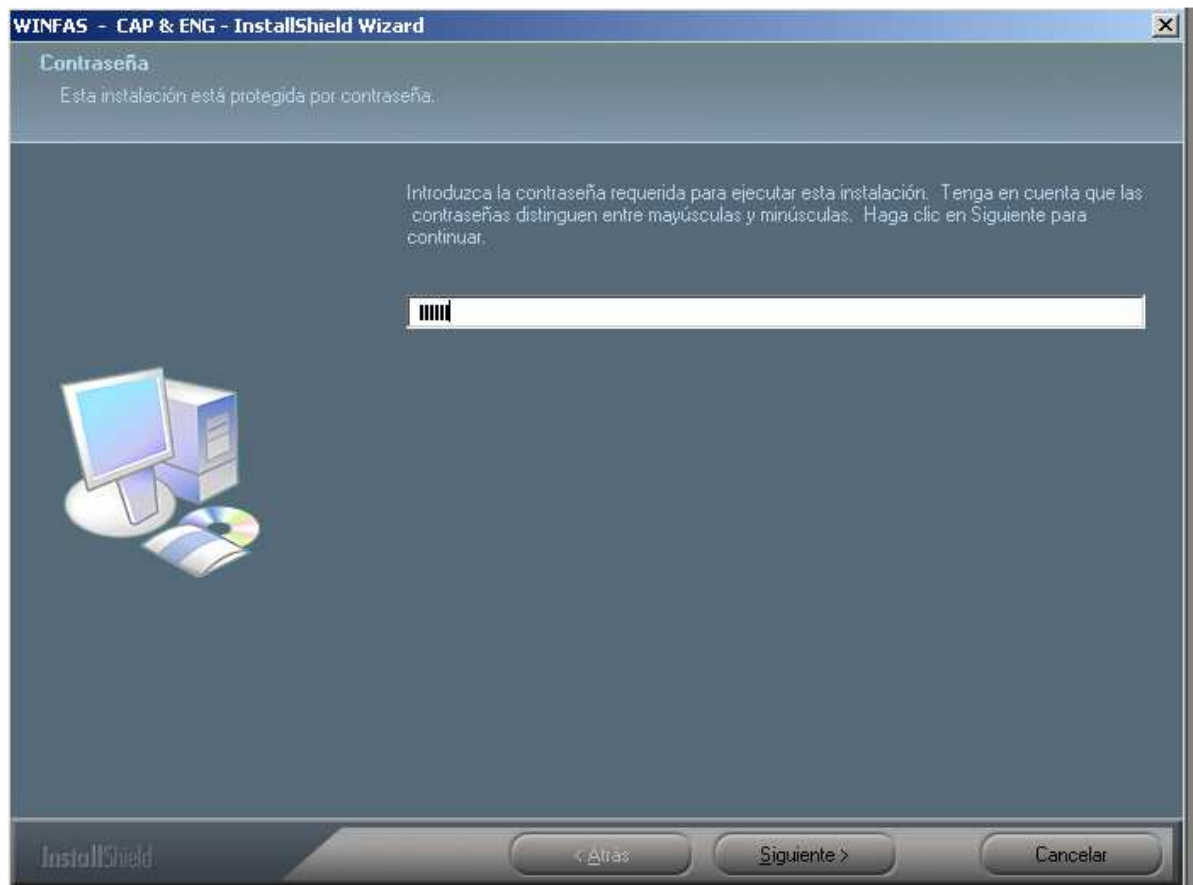 WINFAS - CAP & ENG - InstallShield Wizard
Contraseña
Esta instalación está protegida por contraseña.
Introduzca la contraseña requerida para ejecutar esta instalación. Tenga en cuenta que las
contraseñas distinguen entre mayúsculas y minúsculas. Haga clic en Siguiente para
continuar.
InstallShield
< Atrás
Siguiente >
Cancelar